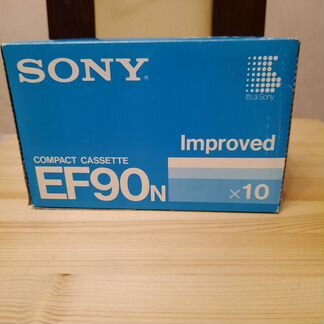 SONY®
It's a Sony
Improved
COMPACT CASSETTE
EF90N
×10